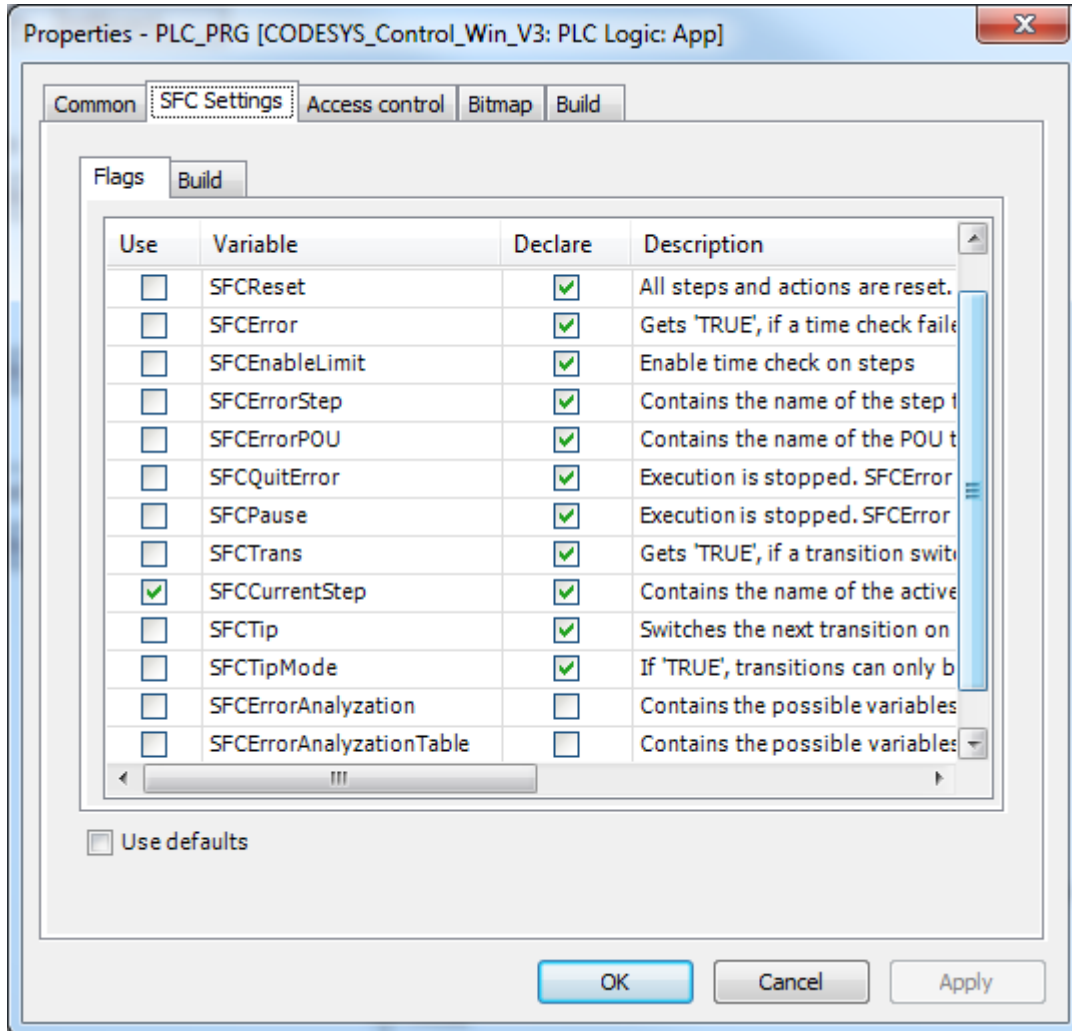 Properties - PLC_PRG [CODESYS_Control_Win_V3: PLC Logic: App]
Common SFC Settings Access control Bitmap Build
Flags Build
Use Variable Declare Description
SFCReset All steps and actions are reset.
SFCError Gets 'TRUE', if a time check faile
SFCEnableLimit Enable time check on steps
SFCErrorStep Contains the name of the step t
SFCErrorPOU Contains the name of the POU t
SFCQuitError Execution is stopped. SFCError
SFCPause Execution is stopped. SFCError
SFCTrans Gets 'TRUE', if a transition switc
SFCCurrentStep Contains the name of the active
SFCTip Switches the next transition on
SFCTipMode If 'TRUE', transitions can only b
SFCErrorAnalyzation Contains the possible variables
SFCErrorAnalyzationTable Contains the possible variables
Use defaults
OK Cancel Apply